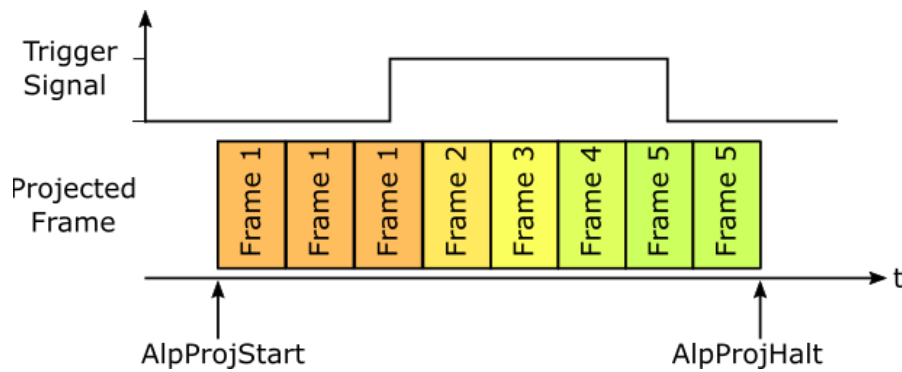 Trigger
Signal
Projected
Frame
Frame 1
Frame 1
Frame 1
Frame 2
Frame 3
Frame 4
Frame 5
Frame 5
t
AlpProjStart
AlpProjHalt